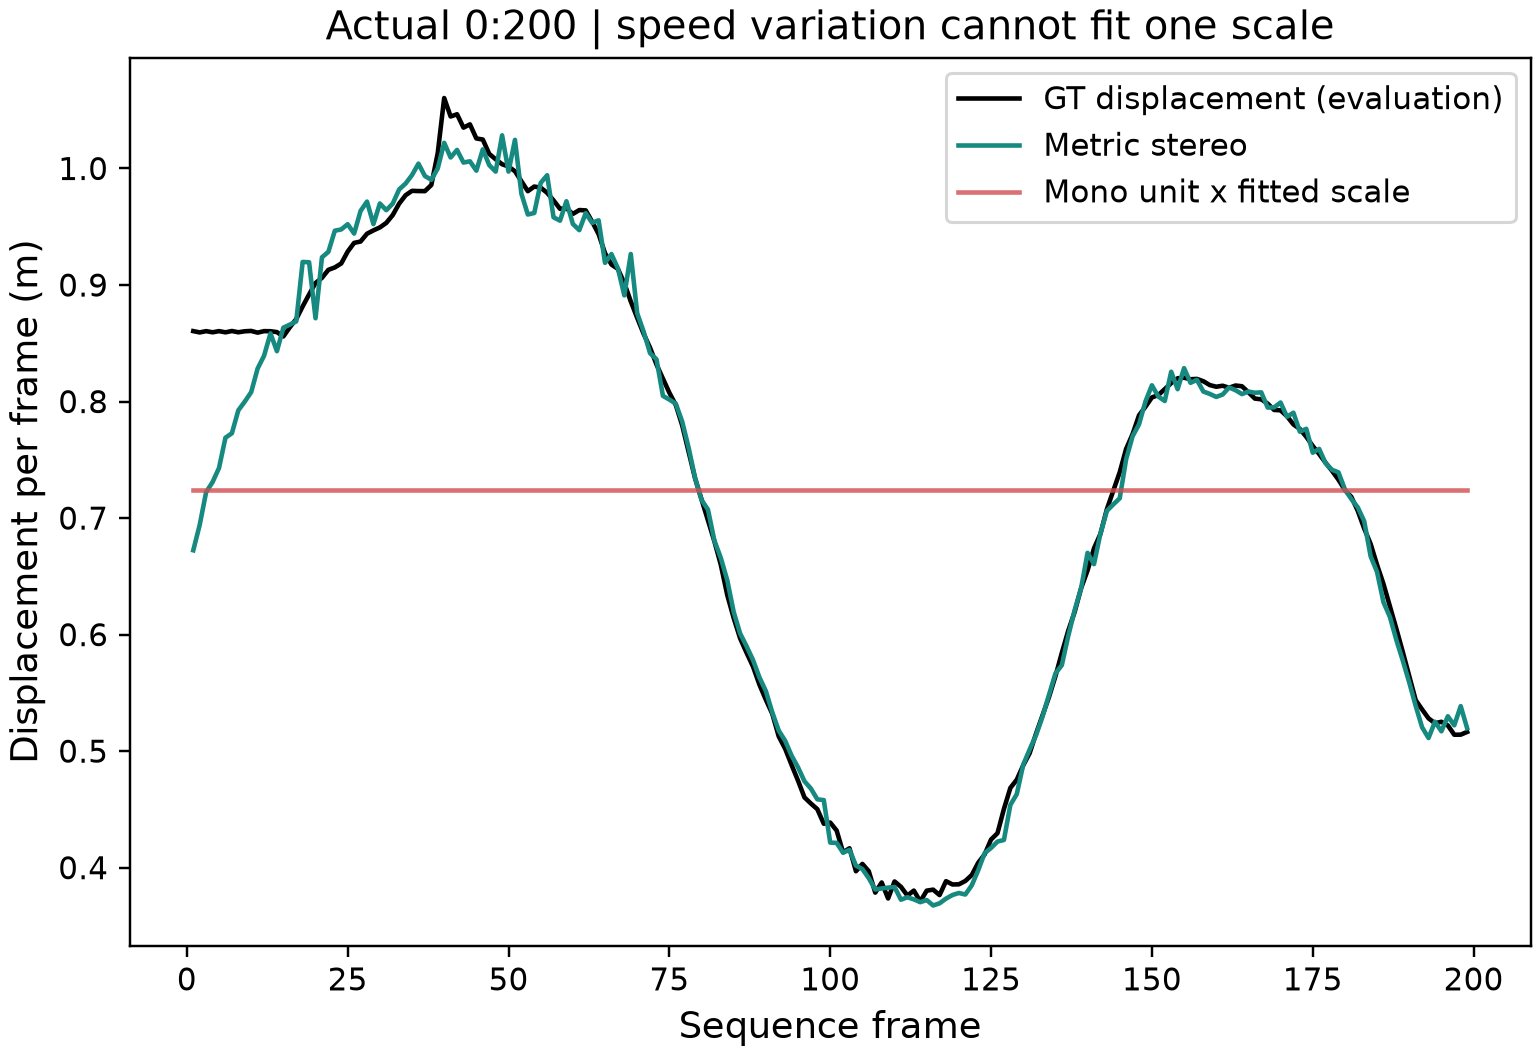 Actual 0:200 | speed variation cannot fit one scale
GT displacement (evaluation)
Metric stereo
Mono unit x fitted scale
Displacement per frame (m)
1.0
0.9
0.8
0.7
0.6
0.5
0.4
0 25 50 75 100 125 150 175 200
Sequence frame